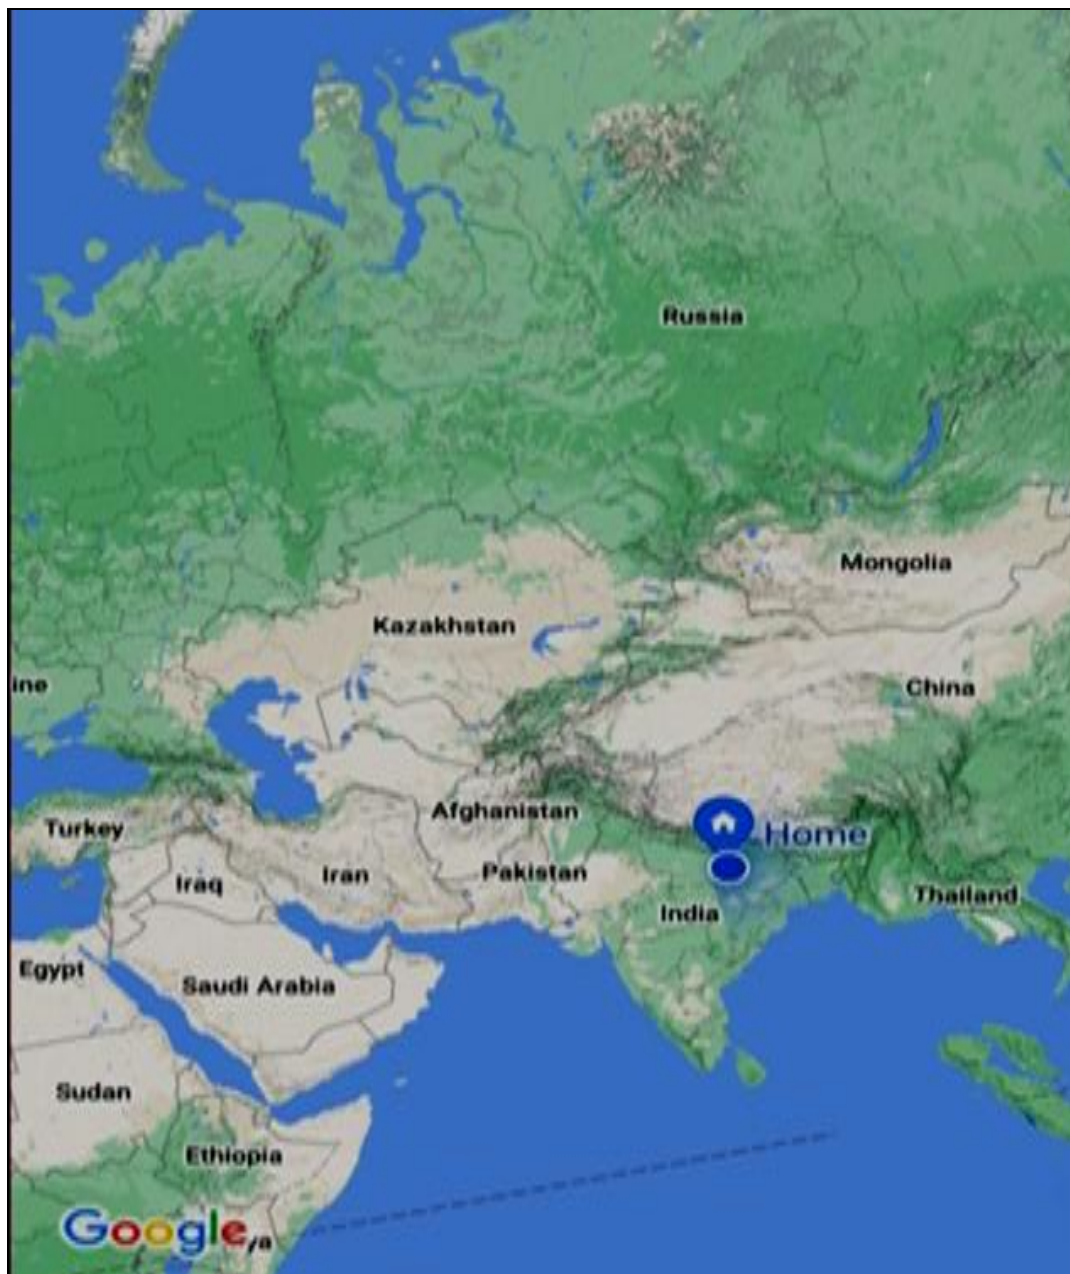 Russia
Mongolia
Kazakhstan
ine
China
Afghanistan
Home
Turkey
Pakistan
Iran
Iraq
Thailand
India
Egypt
Saudi Arabia
Sudan
Ethiopia
Google
ya